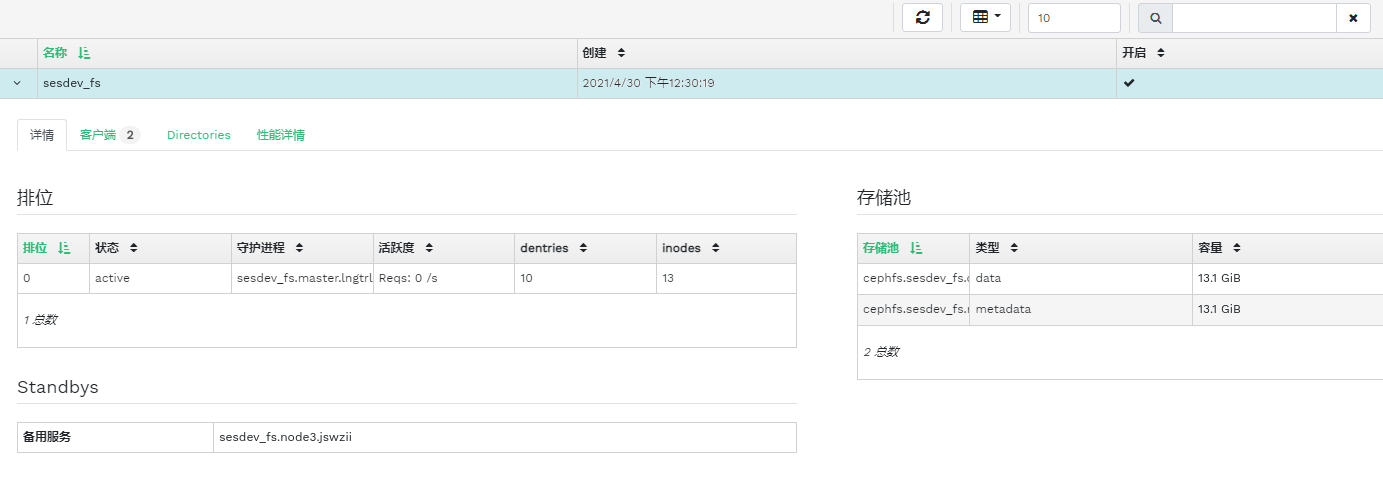 10
名称 创建 开启
sesdev_fs 2021/4/30 下午12:30:19
详情 客户端 2 Directories 性能详情
排位
排位 状态 守护进程 活跃度 dentries inodes
0 active sesdev_fs.master.lngtrl Reqs: 0 /s 10 13
1 总数
存储池
存储池 类型 容量
cephfs.sesdev_fs. data 13.1 GiB
cephfs.sesdev_fs. metadata 13.1 GiB
2 总数
Standbys
备用服务 sesdev_fs.node3.jswzii